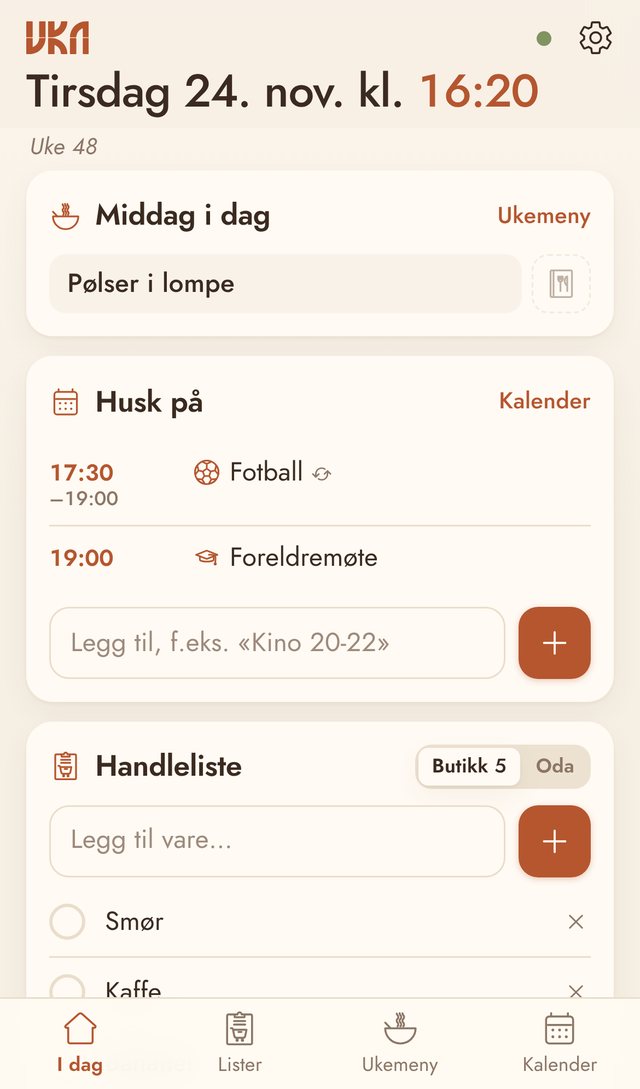 UKA
Tirsdag 24. nov. kl. 16:20
Uke 48
Middag i dag
Ukemeny
Pølser i lompe
Husk på
Kalender
17:30
–19:00
Fotball
19:00
Foreldremøte
Legg til, f.eks. «Kino 20-22»
Handleliste
Butikk 5
Oda
Legg til vare...
Smør
Kaffe
I dag
Lister
Ukemeny
Kalender